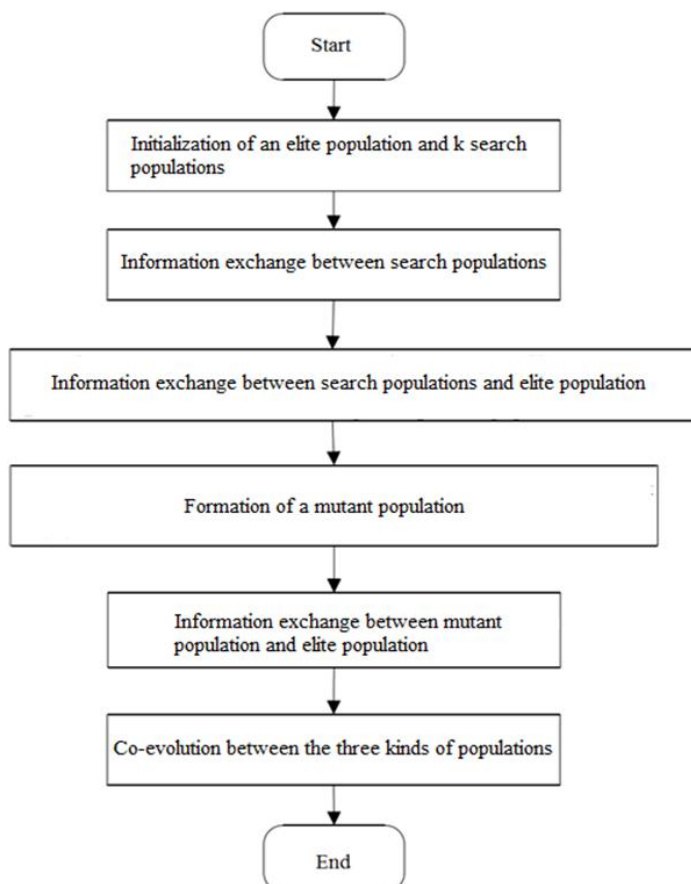 Start
Initialization of an elite population and k search
populations
Information exchange between search populations
Information exchange between search populations and elite population
Formation of a mutant population
Information exchange between mutant
population and elite population
Co-evolution between the three kinds of populations
End